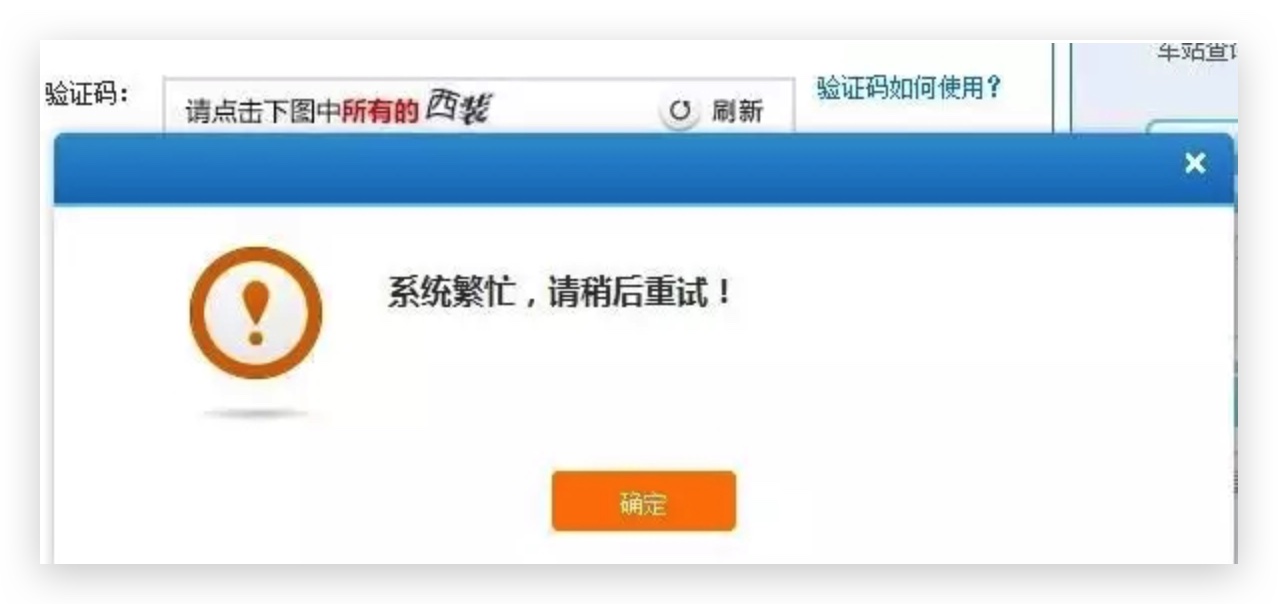 验证码：
请点击下图中所有的 西装
刷新
验证码如何使用？
车站查
系统繁忙，请稍后重试！
确定